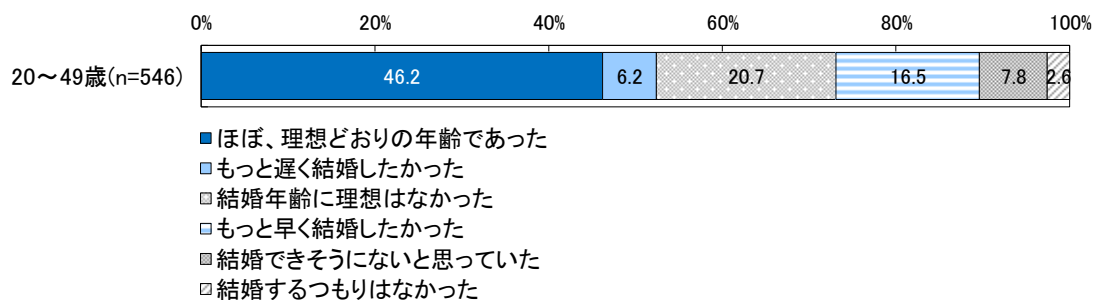 0% 20% 40% 60% 80% 100%
20～49歳(n=546) 46.2 6.2 20.7 16.5 7.8 2.6
ほぼ、理想どおりの年齢であった
もっと遅く結婚したかった
結婚年齢に理想はなかった
もっと早く結婚したかった
結婚できそうにないと思っていた
結婚するつもりはなかった